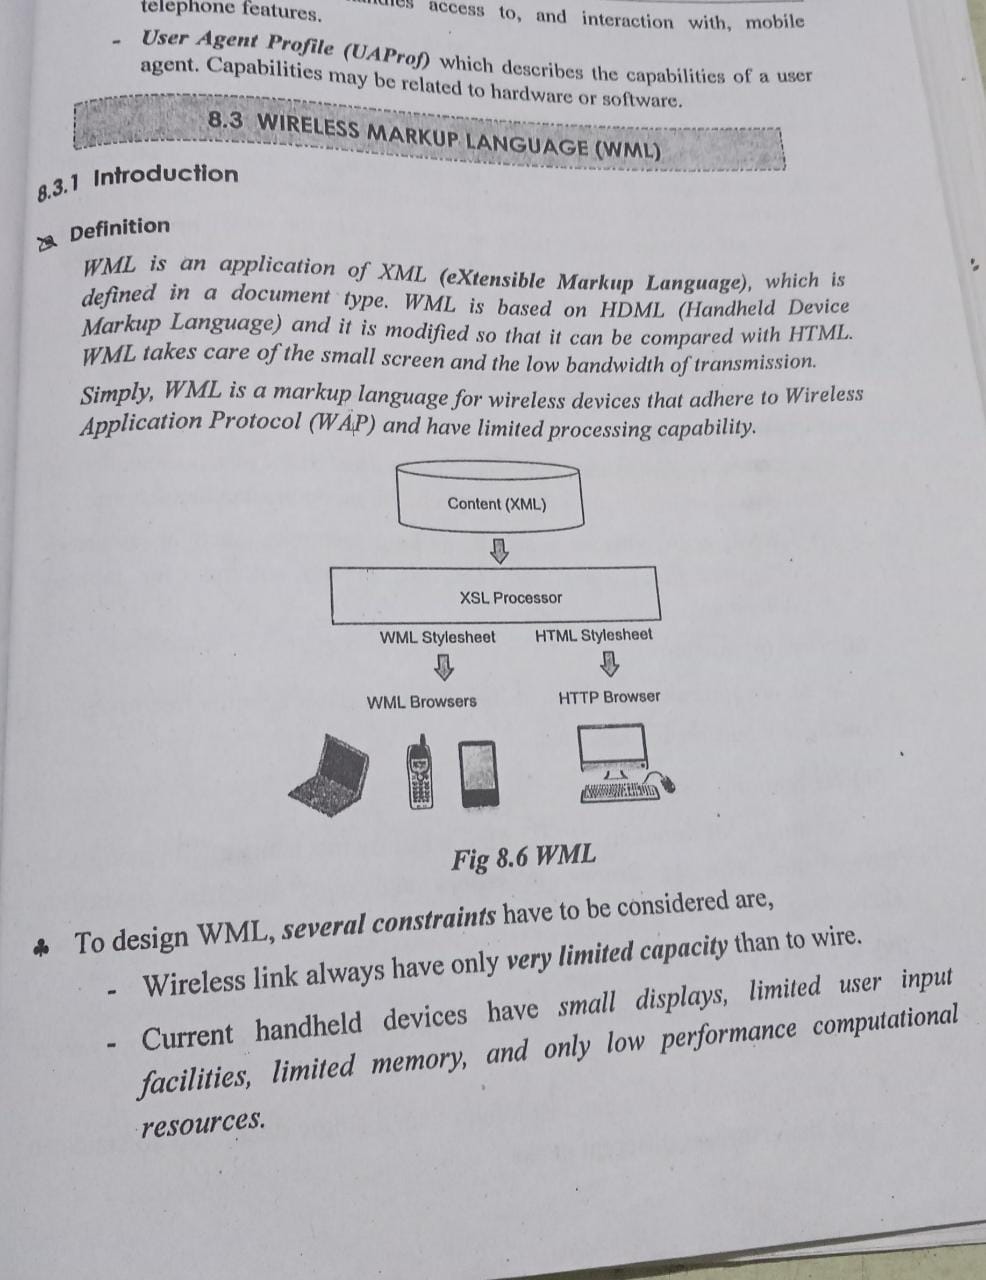 access to, and interaction with, mobile
telephone features.
- User Agent Profile (UAProf) which describes the capabilities of a user
agent. Capabilities may be related to hardware or software.
8.3 WIRELESS MARKUP LANGUAGE (WML)
8.3.1 Introduction
Definition
WML is an application of XML (eXtensible Markup Language), which is
defined in a document type. WML is based on HDML (Handheld Device
Markup Language) and it is modified so that it can be compared with HTML.
WML takes care of the small screen and the low bandwidth of transmission.
Simply, WML is a markup language for wireless devices that adhere to Wireless
Application Protocol (WAP) and have limited processing capability.
Content (XML)
XSL Processor
WML Stylesheet HTML Stylesheet
WML Browsers HTTP Browser
Fig 8.6 WML
♣ To design WML, several constraints have to be considered are,
- Wireless link always have only very limited capacity than to wire.
- Current handheld devices have small displays, limited user input
facilities, limited memory, and only low performance computational
resources.